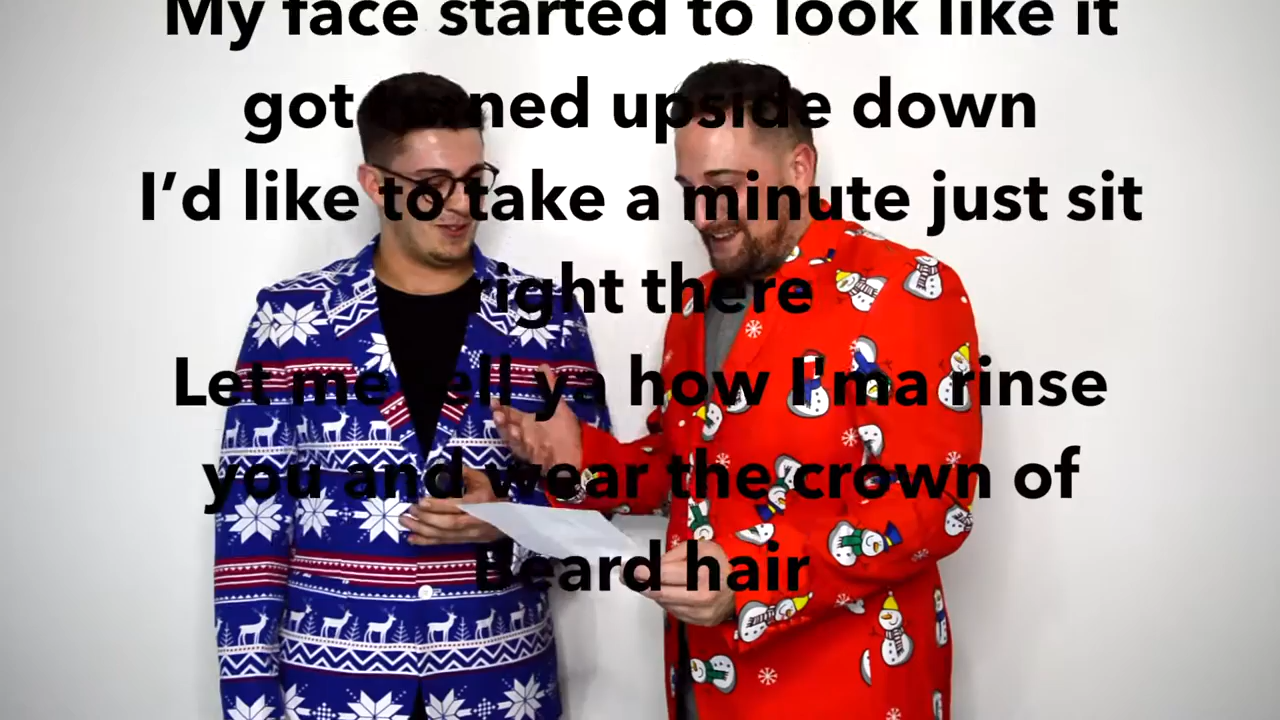 My face started to look like it
got turned upside down
I’d like to take a minute just sit
right there
Let me tell ya how I'ma rinse
you and wear the crown of
Beard hair